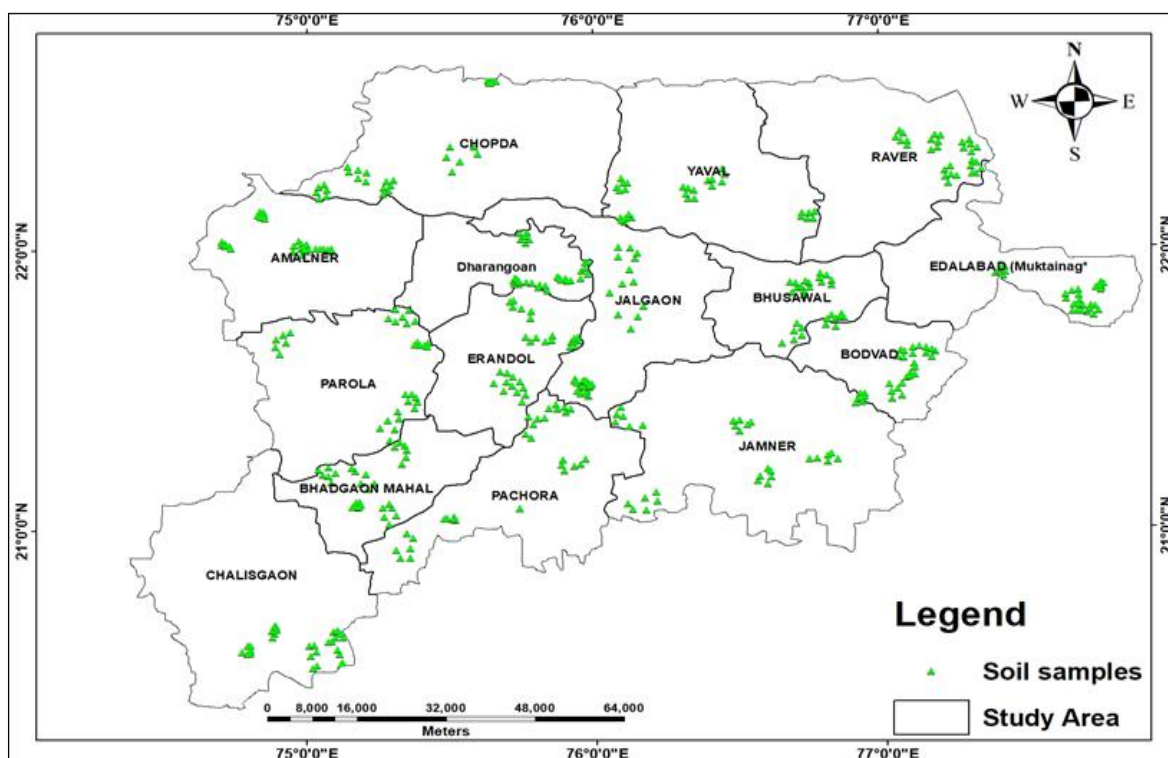 75°0'0"E 76°0'0"E 77°0'0"E
N
W E
S
CHOPDA
RAVER
YAVAL
22°0'0"N
22°0'0"N
AMALNER
Dharangoan
EDALABAD (Muktainag*
JALGAON
BHUSAWAL
ERANDOL
BODVAD
PAROLA
JAMNER
BHADGAON MAHAL
PACHORA
21°0'0"N
21°0'0"N
CHALISGAON
Legend
Soil samples
Study Area
0 8,000 16,000 32,000 48,000 64,000
Meters
75°0'0"E 76°0'0"E 77°0'0"E